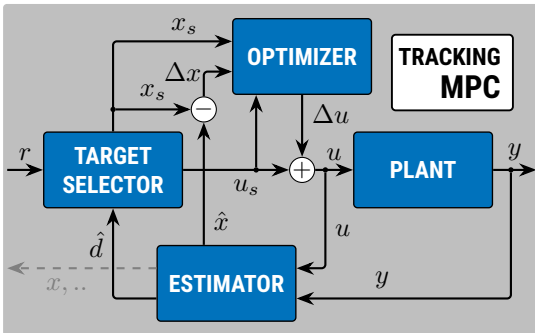 x_s
OPTIMIZER
TRACKING
MPC
Δx
x_s
−
Δu
r
TARGET
SELECTOR
u_s
+
u
PLANT
y
d̂
x̂
u
x, ..
ESTIMATOR
y